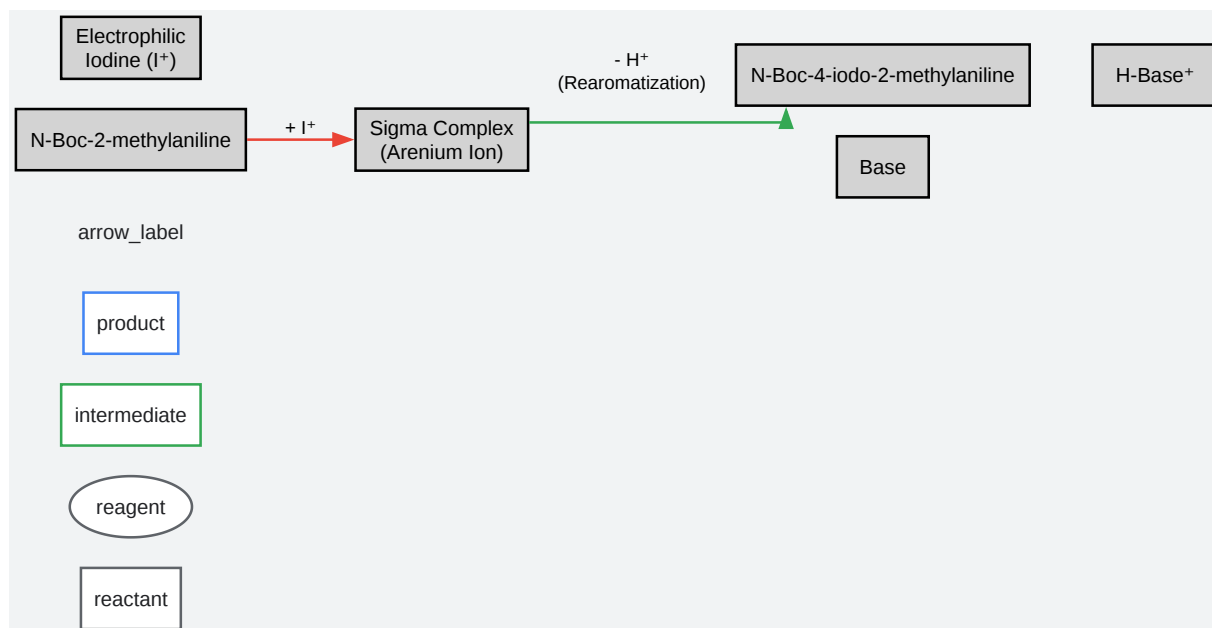 Electrophilic
Iodine (I⁺)
N-Boc-2-methylaniline
+ I⁺
Sigma Complex
(Arenium Ion)
- H⁺
(Rearomatization)
N-Boc-4-iodo-2-methylaniline
H-Base⁺
Base
arrow_label
product
intermediate
reagent
reactant